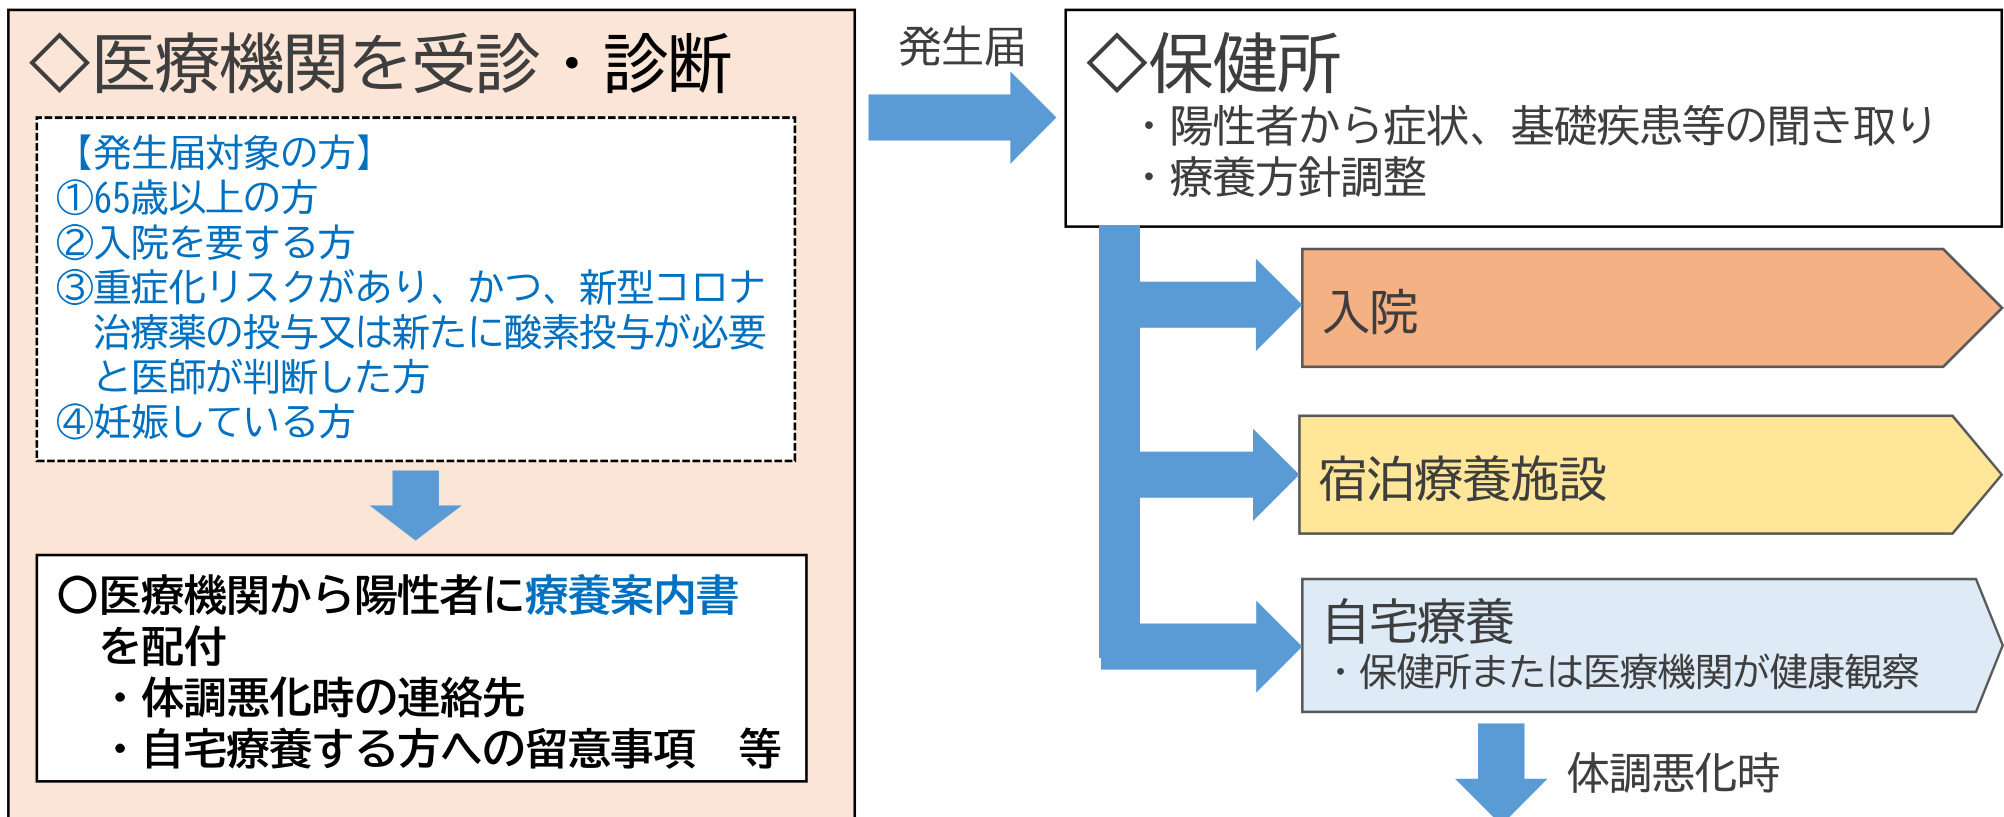 ◇医療機関を受診・診断
【発生届対象の方】
①65歳以上の方
②入院を要する方
③重症化リスクがあり、かつ、新型コロナ
治療薬の投与又は新たに酸素投与が必要
と医師が判断した方
④妊娠している方
〇医療機関から陽性者に療養案内書
を配付
・体調悪化時の連絡先
・自宅療養する方への留意事項　等
発生届
◇保健所
・陽性者から症状、基礎疾患等の聞き取り
・療養方針調整
入院
宿泊療養施設
自宅療養
・保健所または医療機関が健康観察
体調悪化時